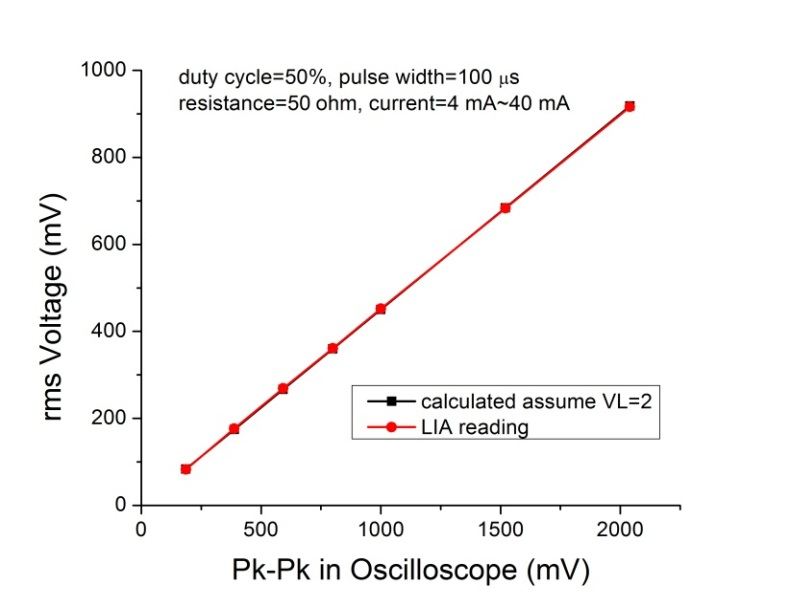 duty cycle=50%, pulse width=100 μs
resistance=50 ohm, current=4 mA~40 mA
1000
800
600
400
200
0
rms Voltage (mV)
calculated assume VL=2
LIA reading
0 500 1000 1500 2000
Pk-Pk in Oscilloscope (mV)